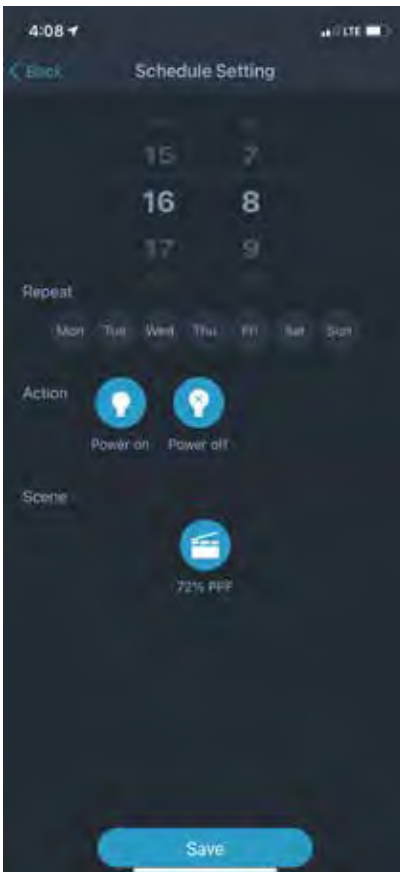 4:08 LTE
< Back Schedule Setting
15 7
16 8
17 9
Repeat
Mon Tue Wed Thu Fri Sat Sun
Action
Power on Power off
Scene
72% PPF
Save